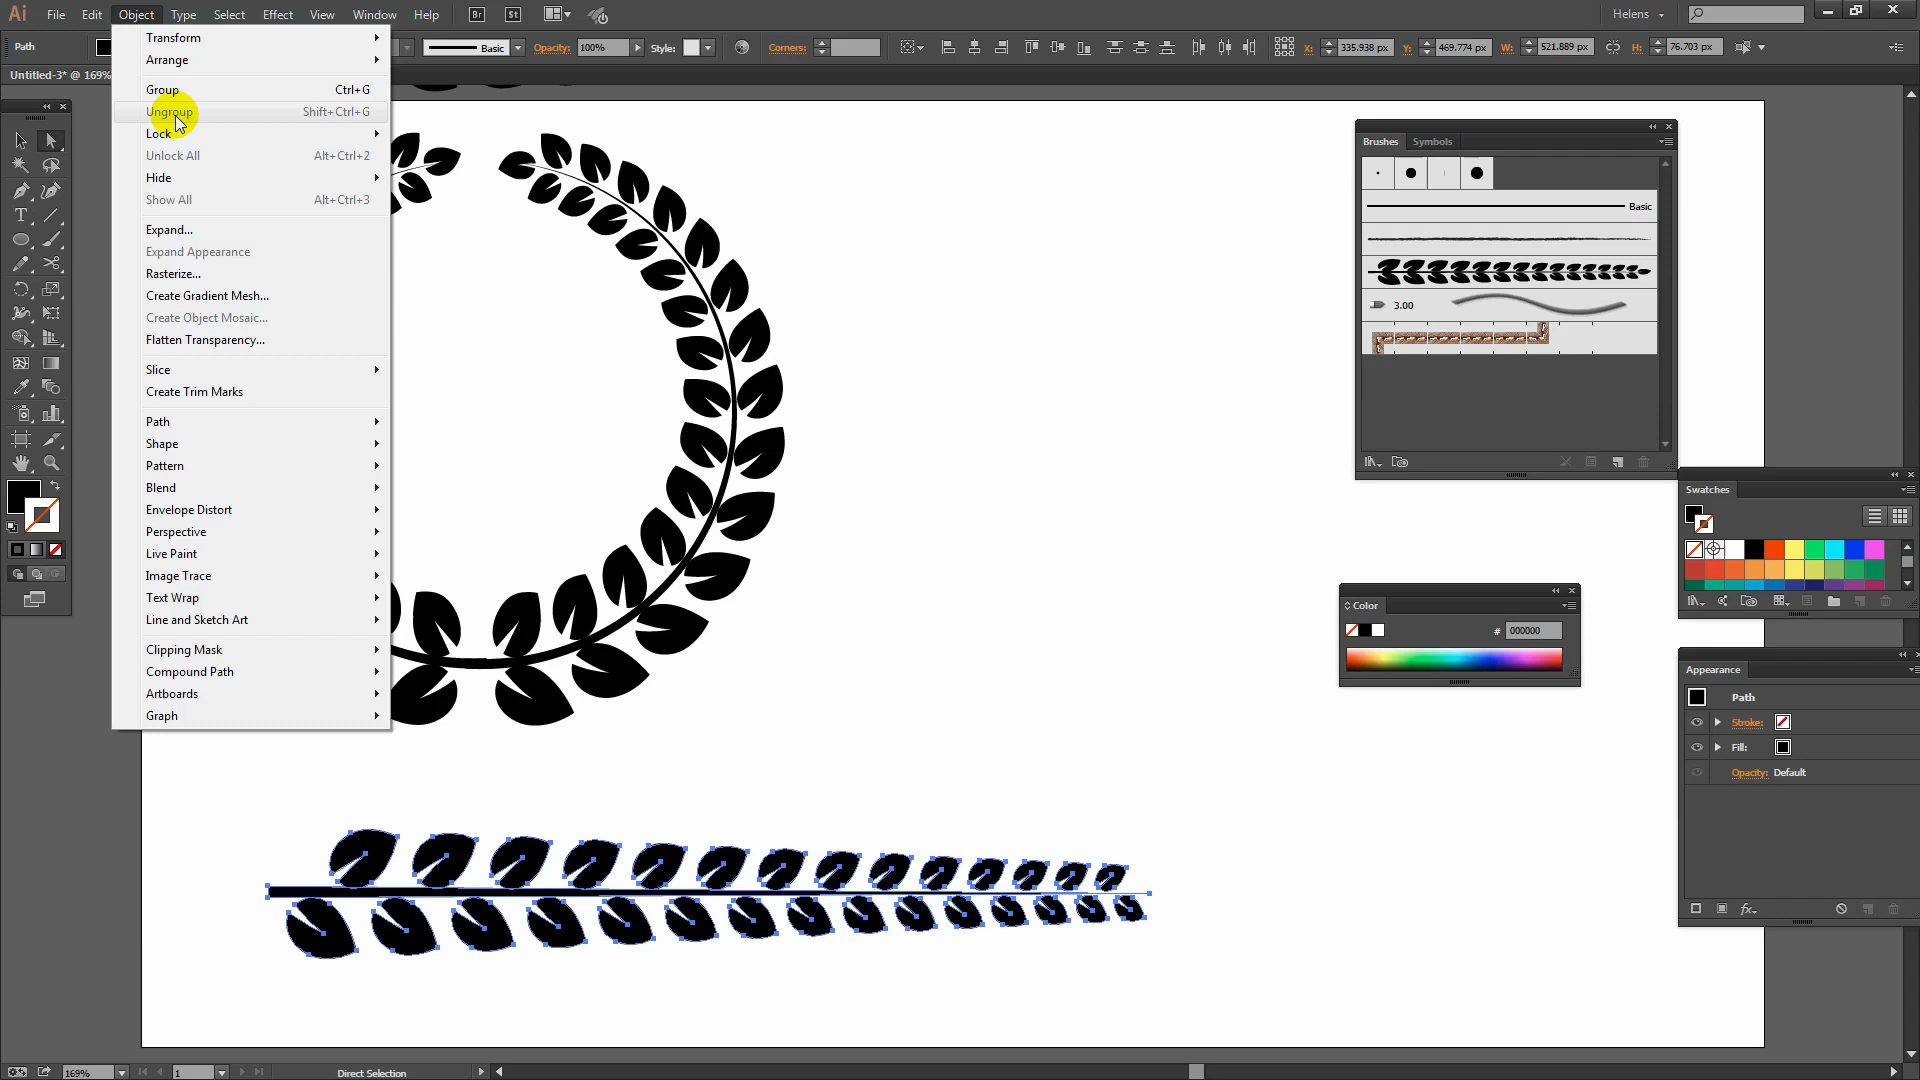 Ai File Edit Object Type Select Effect View Window Help Br St Helens
Path Basic Opacity: 100% Style: Corners: X: 335.938 px Y: 469.774 px W: 521.889 px H: 76.703 px
Untitled-3* @ 169%
Transform
Arrange
Group Ctrl+G
Ungroup Shift+Ctrl+G
Lock
Unlock All Alt+Ctrl+2
Hide
Show All Alt+Ctrl+3
Expand...
Expand Appearance
Rasterize...
Create Gradient Mesh...
Create Object Mosaic...
Flatten Transparency...
Slice
Create Trim Marks
Path
Shape
Pattern
Blend
Envelope Distort
Perspective
Live Paint
Image Trace
Text Wrap
Line and Sketch Art
Clipping Mask
Compound Path
Artboards
Graph
Brushes Symbols
Basic
3.00
Swatches
Color
# 000000
Appearance
Path
Stroke:
Fill:
Opacity: Default
fx
169% 1 Direct Selection